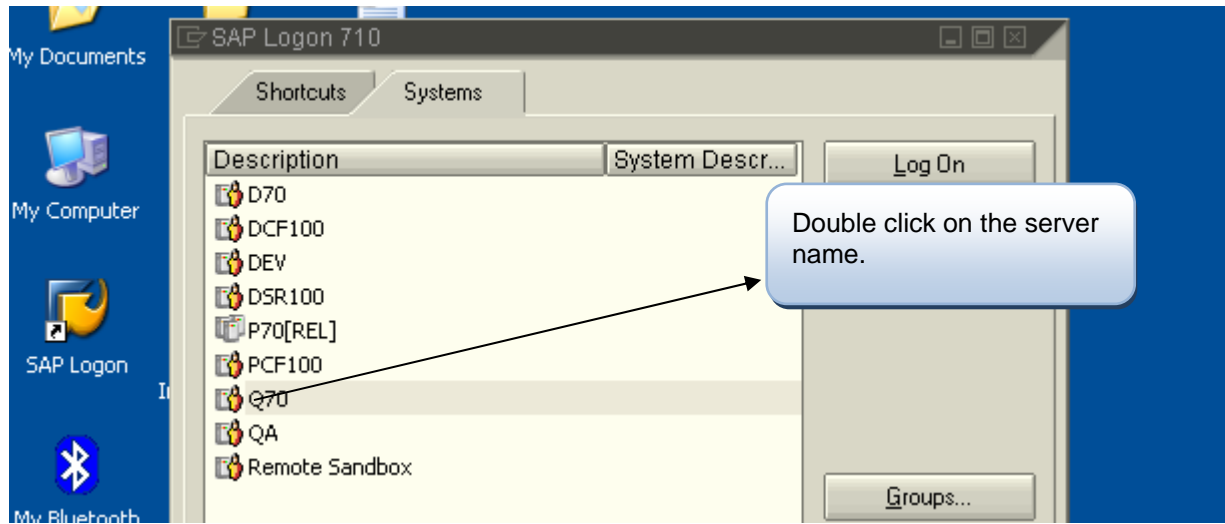 My Documents
SAP Logon 710
Shortcuts
Systems
Description
System Descr...
Log On
D70
DCF100
DEV
DSR100
P70[REL]
PCF100
Q70
QA
Remote Sandbox
Double click on the server
name.
Groups...
My Computer
SAP Logon
My Bluetooth